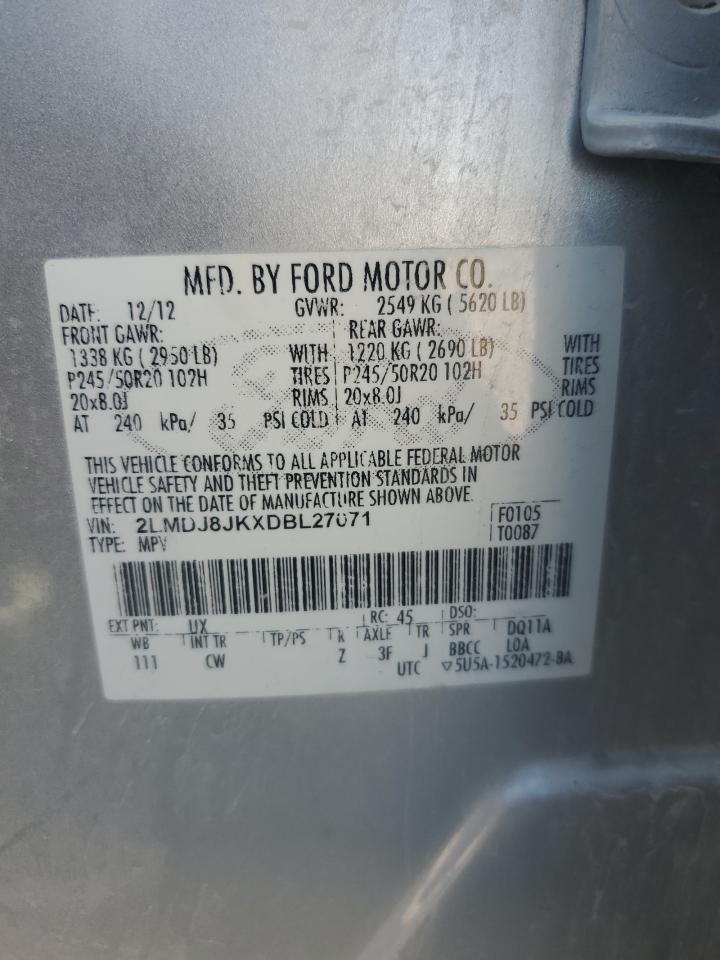 MFD. BY FORD MOTOR CO.
DATE: 12/12 GVWR: 2549 KG ( 5620 LB)
FRONT GAWR: REAR GAWR:
1338 KG ( 2950 LB) WITH 1220 KG ( 2690 LB) WITH
P245/50R20 102H TIRES P245/50R20 102H TIRES
20x8.0J RIMS 20x8.0J RIMS
AT 240 kPa/ 35 PSI COLD AT 240 kPa/ 35 PSI COLD
THIS VEHICLE CONFORMS TO ALL APPLICABLE FEDERAL MOTOR
VEHICLE SAFETY AND THEFT PREVENTION STANDARDS IN
EFFECT ON THE DATE OF MANUFACTURE SHOWN ABOVE.
VIN: 2LMDJ8JKXDBL27071 F0105
TYPE: MPV T0087
EXT PNT: UX RC: 45 DSO:
WB INT TR TP/PS R AXLE TR SPR DQ11A
111 CW Z 3F J BBCC LOA
UTC ▽5U5A-1520472-BA